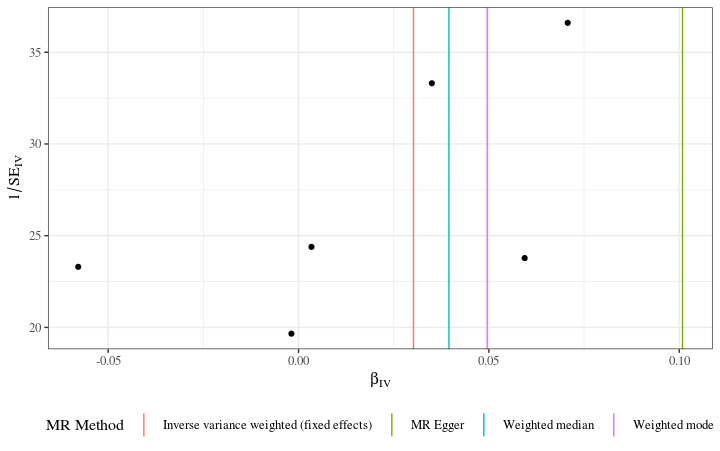 35
30
25
20
1/SE_IV
-0.05 0.00 0.05 0.10
β_IV
MR Method Inverse variance weighted (fixed effects) MR Egger Weighted median Weighted mode